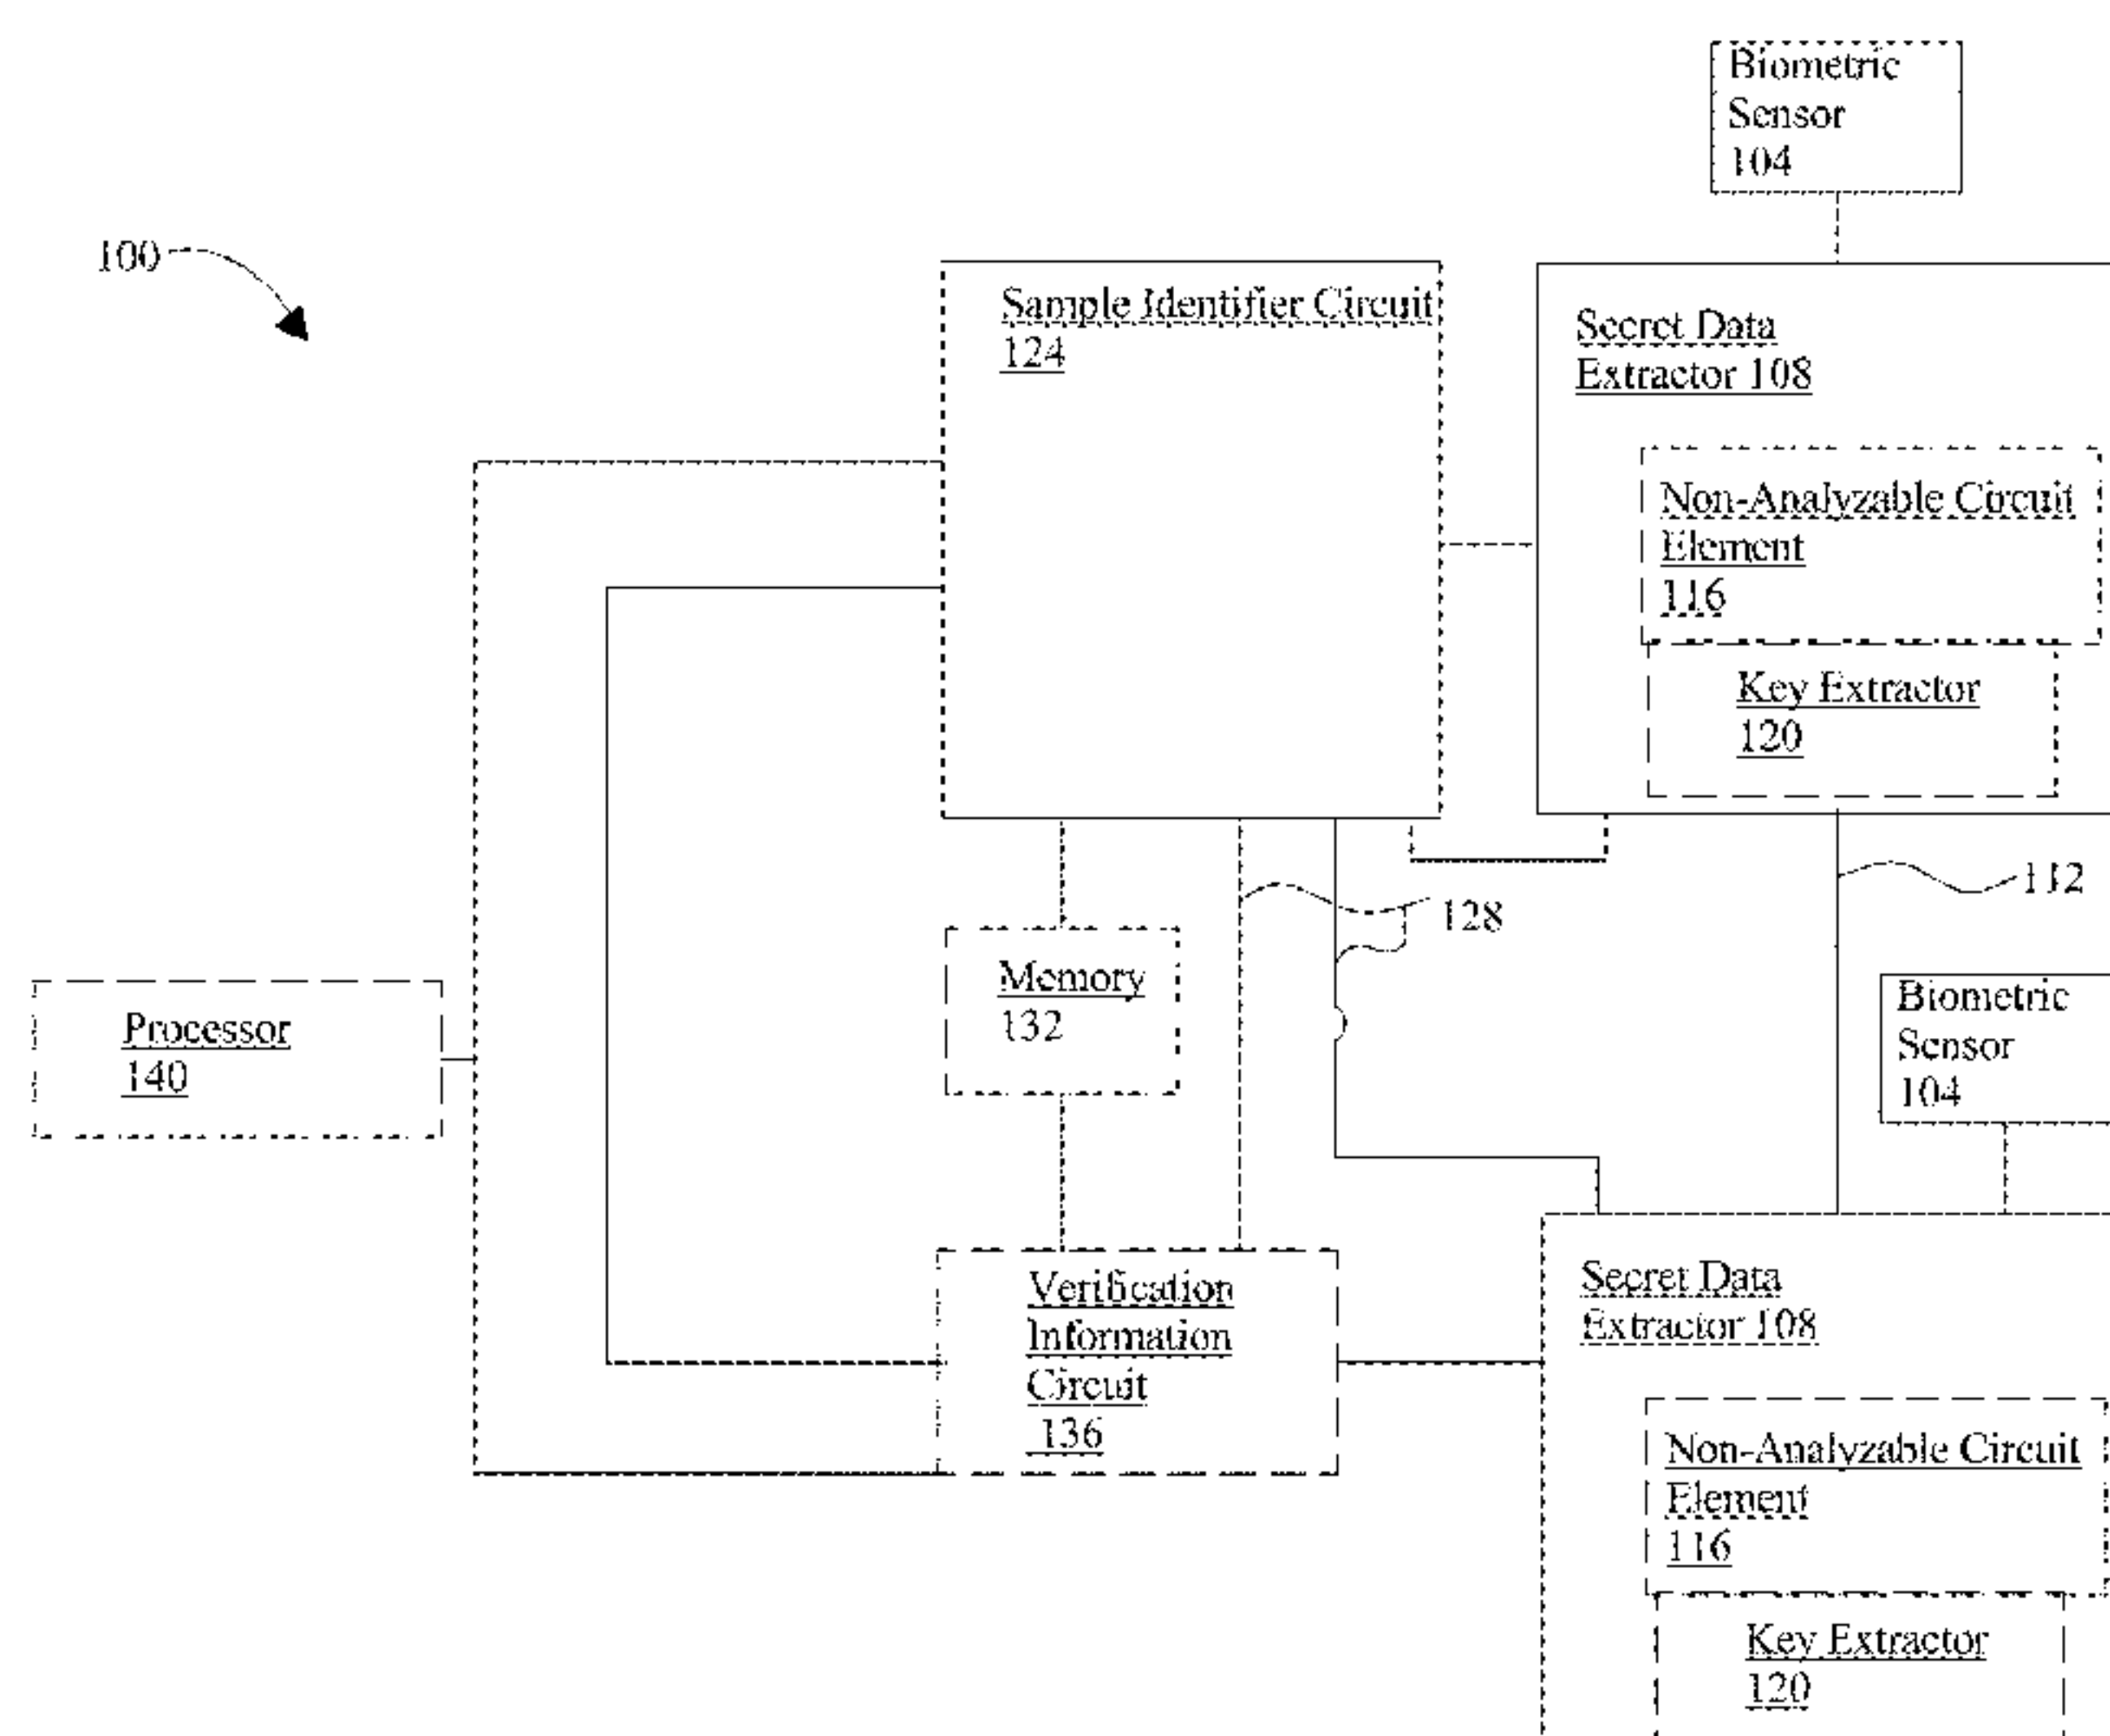 Biometric
Sensor
104
100
Sample Identifier Circuit
124
Secret Data
Extractor 108
Non-Analyzable Circuit
Element
116
Key Extractor
120
112
128
Memory
132
Biometric
Sensor
104
Processor
140
Verification
Information
Circuit
136
Secret Data
Extractor 108
Non-Analyzable Circuit
Element
116
Key Extractor
120